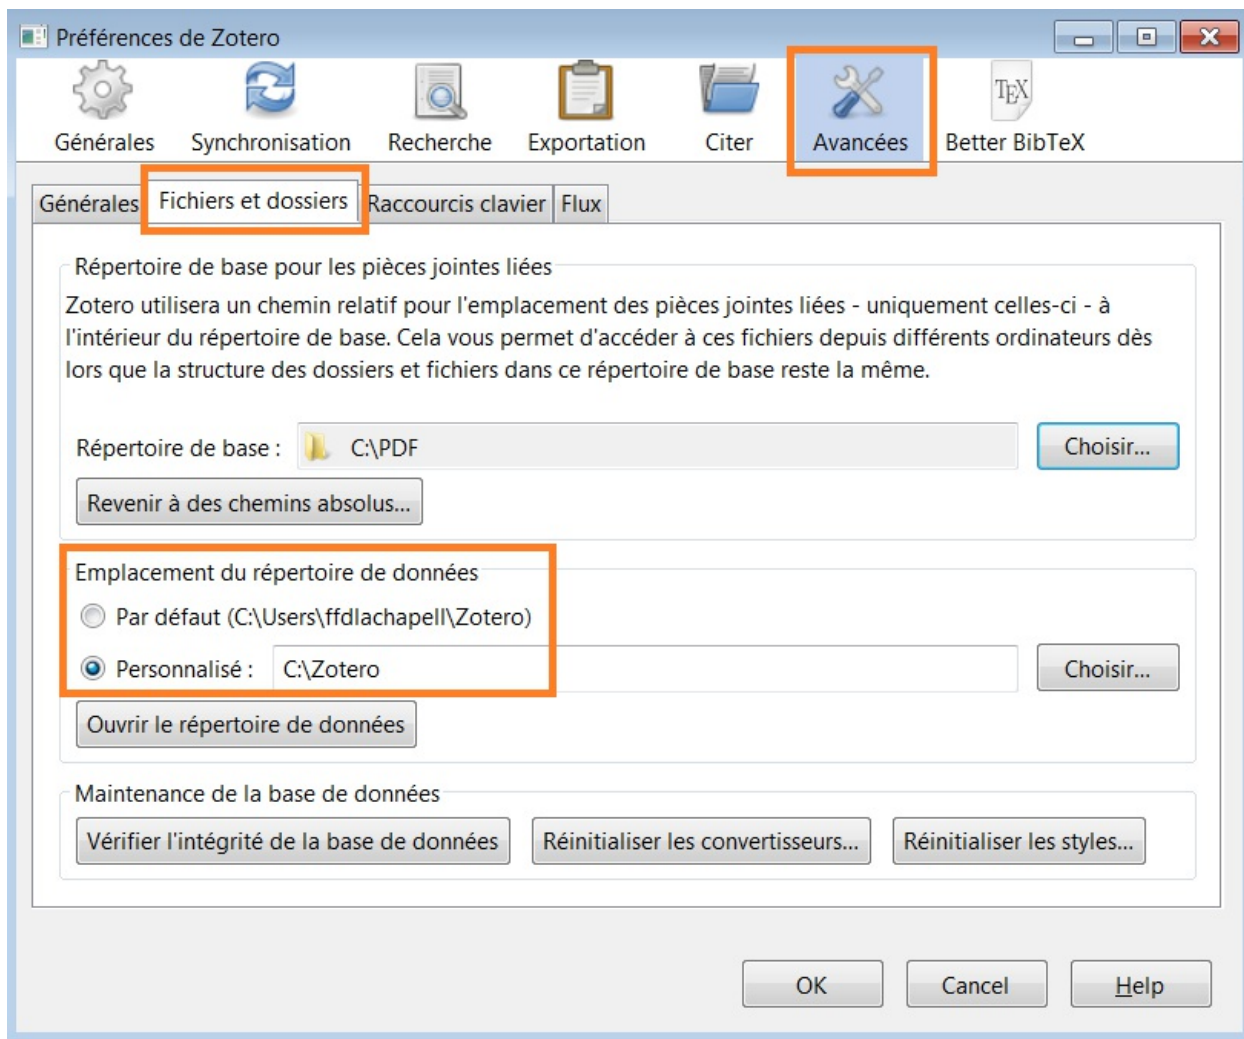 Préférences de Zotero
Générales Synchronisation Recherche Exportation Citer Avancées Better BibTeX
TEX
Générales Fichiers et dossiers Raccourcis clavier Flux
Répertoire de base pour les pièces jointes liées
Zotero utilisera un chemin relatif pour l'emplacement des pièces jointes liées - uniquement celles-ci - à
l'intérieur du répertoire de base. Cela vous permet d'accéder à ces fichiers depuis différents ordinateurs dès
lors que la structure des dossiers et fichiers dans ce répertoire de base reste la même.
Répertoire de base : C:\PDF Choisir...
Revenir à des chemins absolus...
Emplacement du répertoire de données
Par défaut (C:\Users\ffdlachapell\Zotero)
Personnalisé : C:\Zotero Choisir...
Ouvrir le répertoire de données
Maintenance de la base de données
Vérifier l'intégrité de la base de données Réinitialiser les convertisseurs... Réinitialiser les styles...
OK Cancel Help